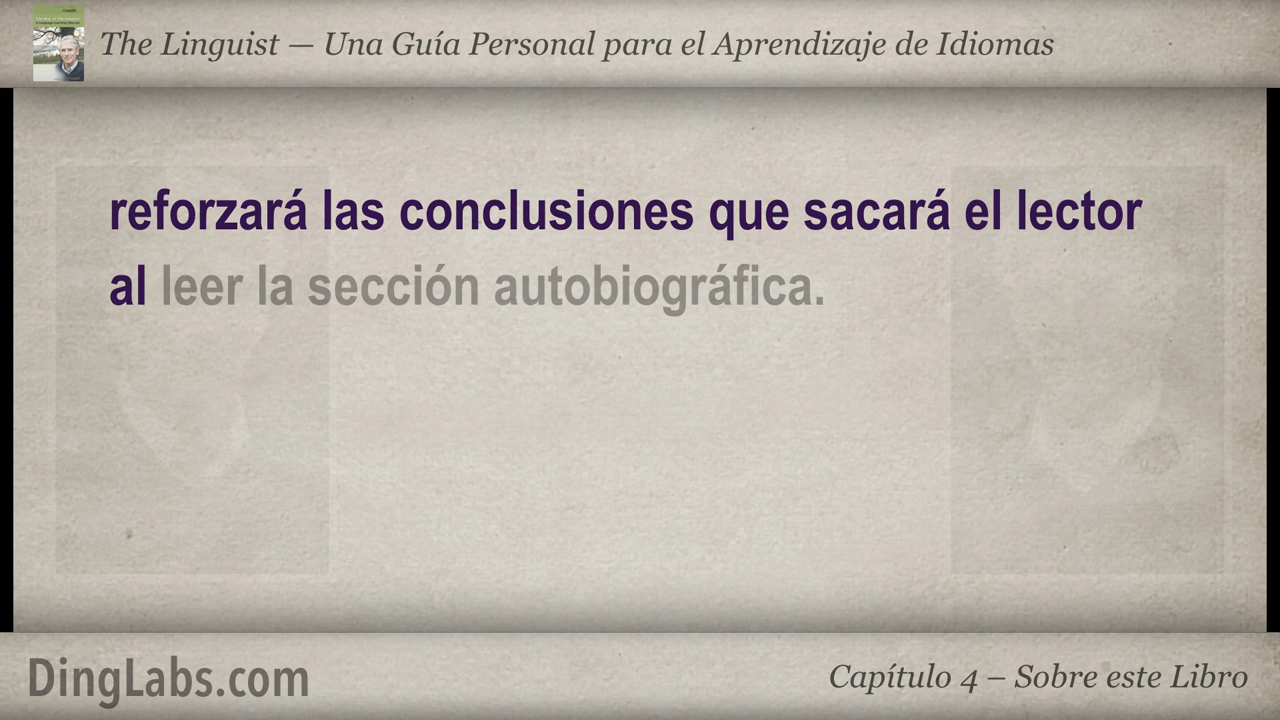 The Linguist — Una Guía Personal para el Aprendizaje de Idiomas
reforzará las conclusiones que sacará el lector
al leer la sección autobiográfica.
DingLabs.com
Capítulo 4 – Sobre este Libro